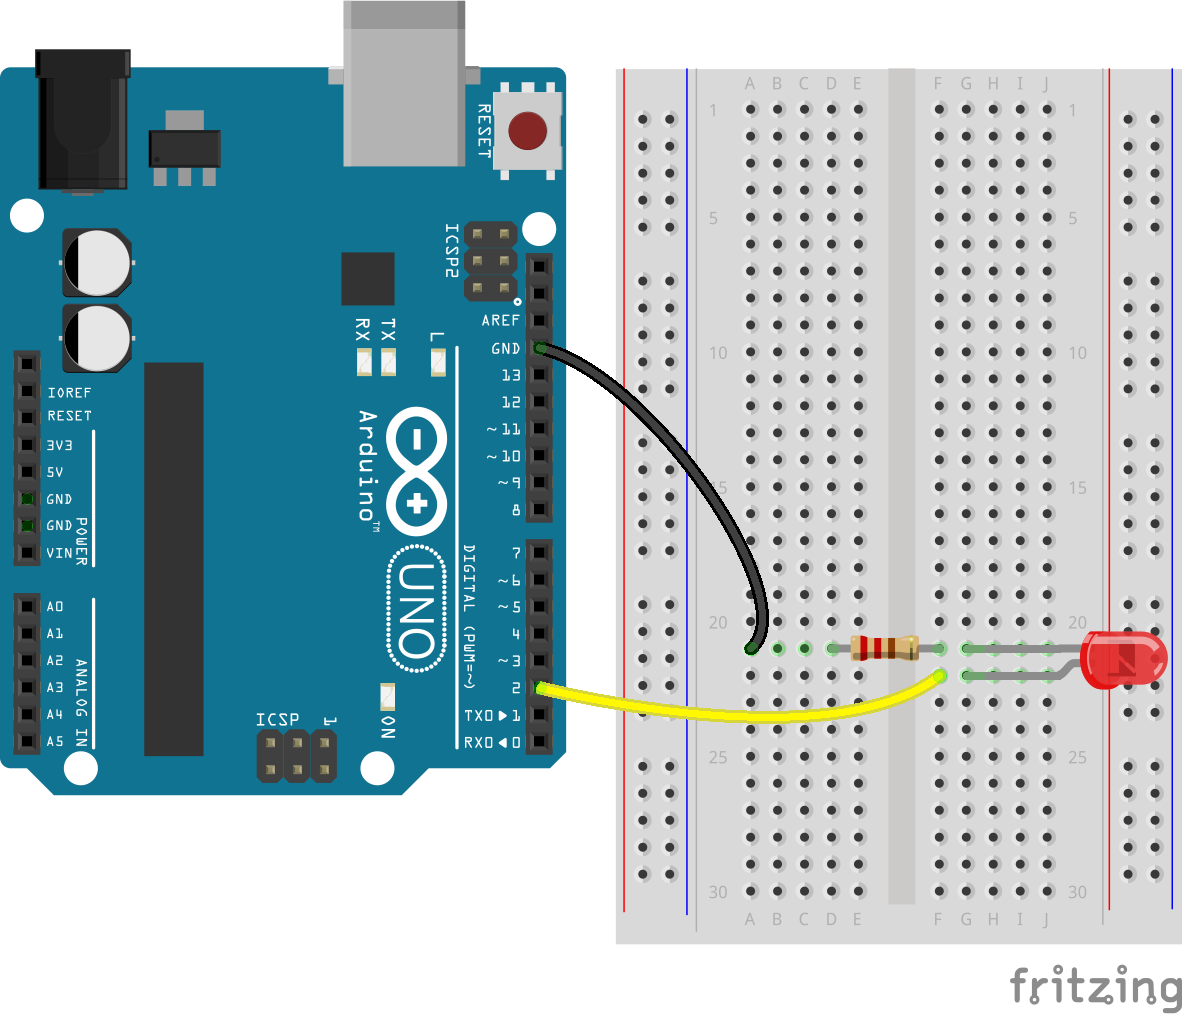 RESET
ICSP2
AREF
GND
RX TX L
13
12
~11
~10
~9
8
IOREF
RESET
3V3
5V
GND
GND
VIN
POWER
Arduino™
UNO
DIGITAL (PWM=~)
7
~6
~5
4
~3
2
TX0▶1
RX0◀0
A0
A1
A2
A3
A4
A5
ANALOG IN
ICSP 1
ON
A B C D E F G H I J
1 1
5 5
10 10
15 15
20 20
25 25
30 30
A B C D E F G H I J
fritzing